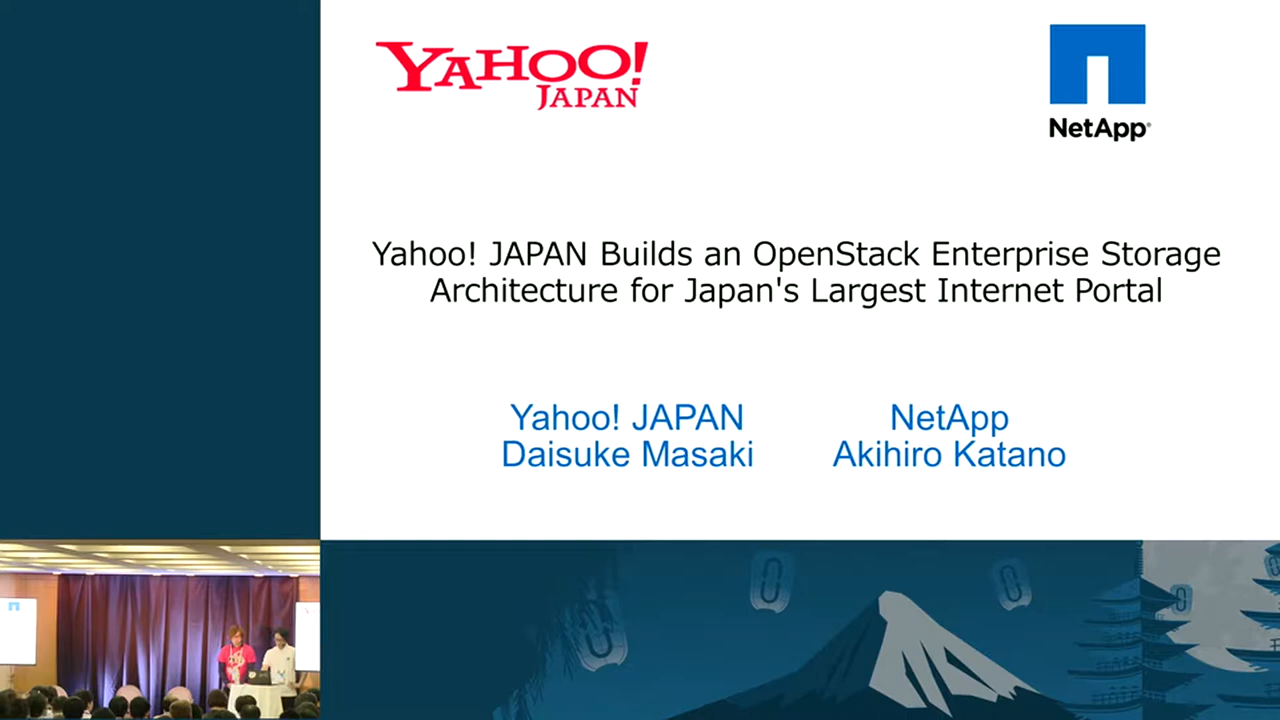 YAHOO!
JAPAN
NetApp
Yahoo! JAPAN Builds an OpenStack Enterprise Storage
Architecture for Japan's Largest Internet Portal
Yahoo! JAPAN
Daisuke Masaki
NetApp
Akihiro Katano